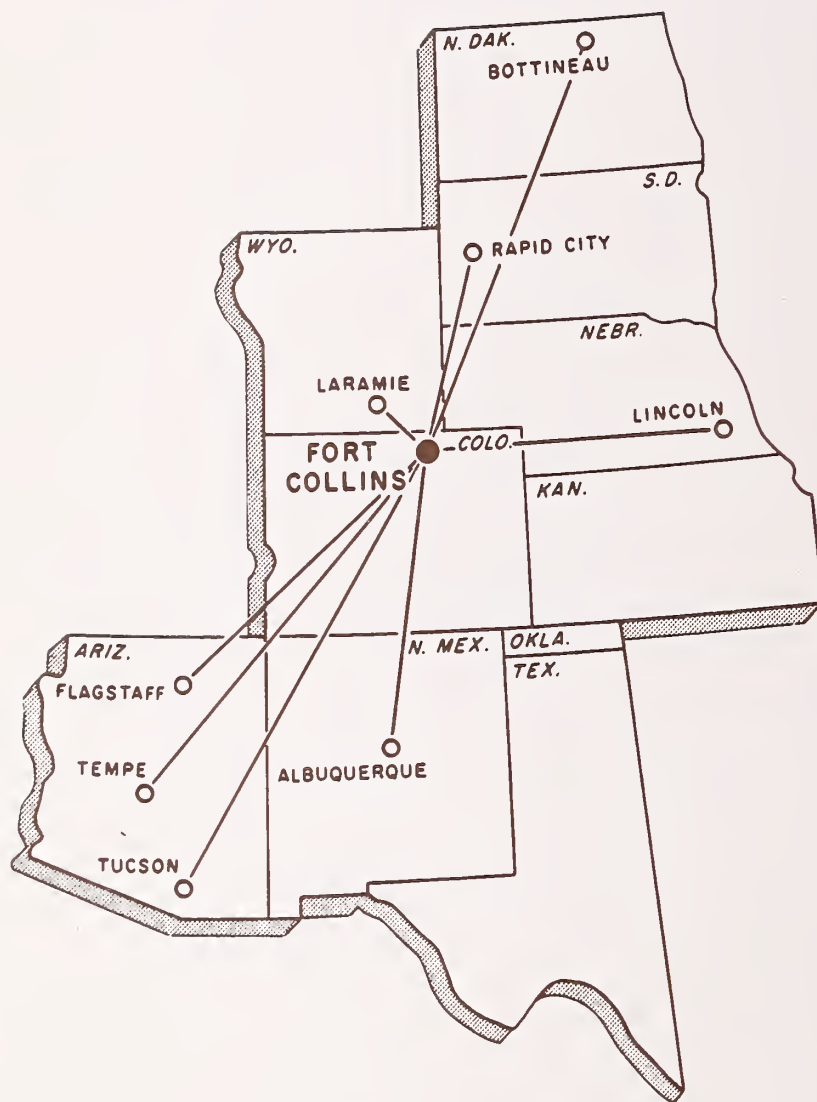 N. DAK.
BOTTINEAU
S. D.
WYO.
RAPID CITY
NEBR.
LARAMIE
LINCOLN
FORT
COLLINS
COLO.
KAN.
ARIZ.
N. MEX.
OKLA.
TEX.
FLAGSTAFF
TEMPE
ALBUQUERQUE
TUCSON